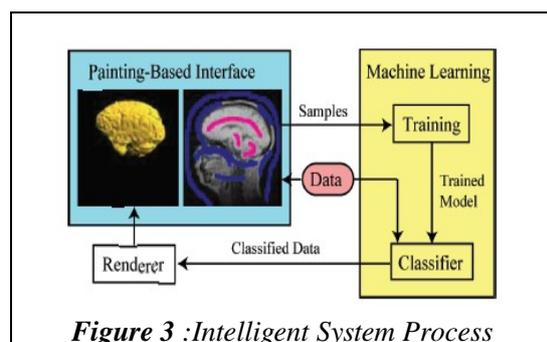 Painting-Based Interface
Machine Learning
Samples
Training
Data
Trained
Model
Classified Data
Renderer
Classifier
Figure 3 :Intelligent System Process